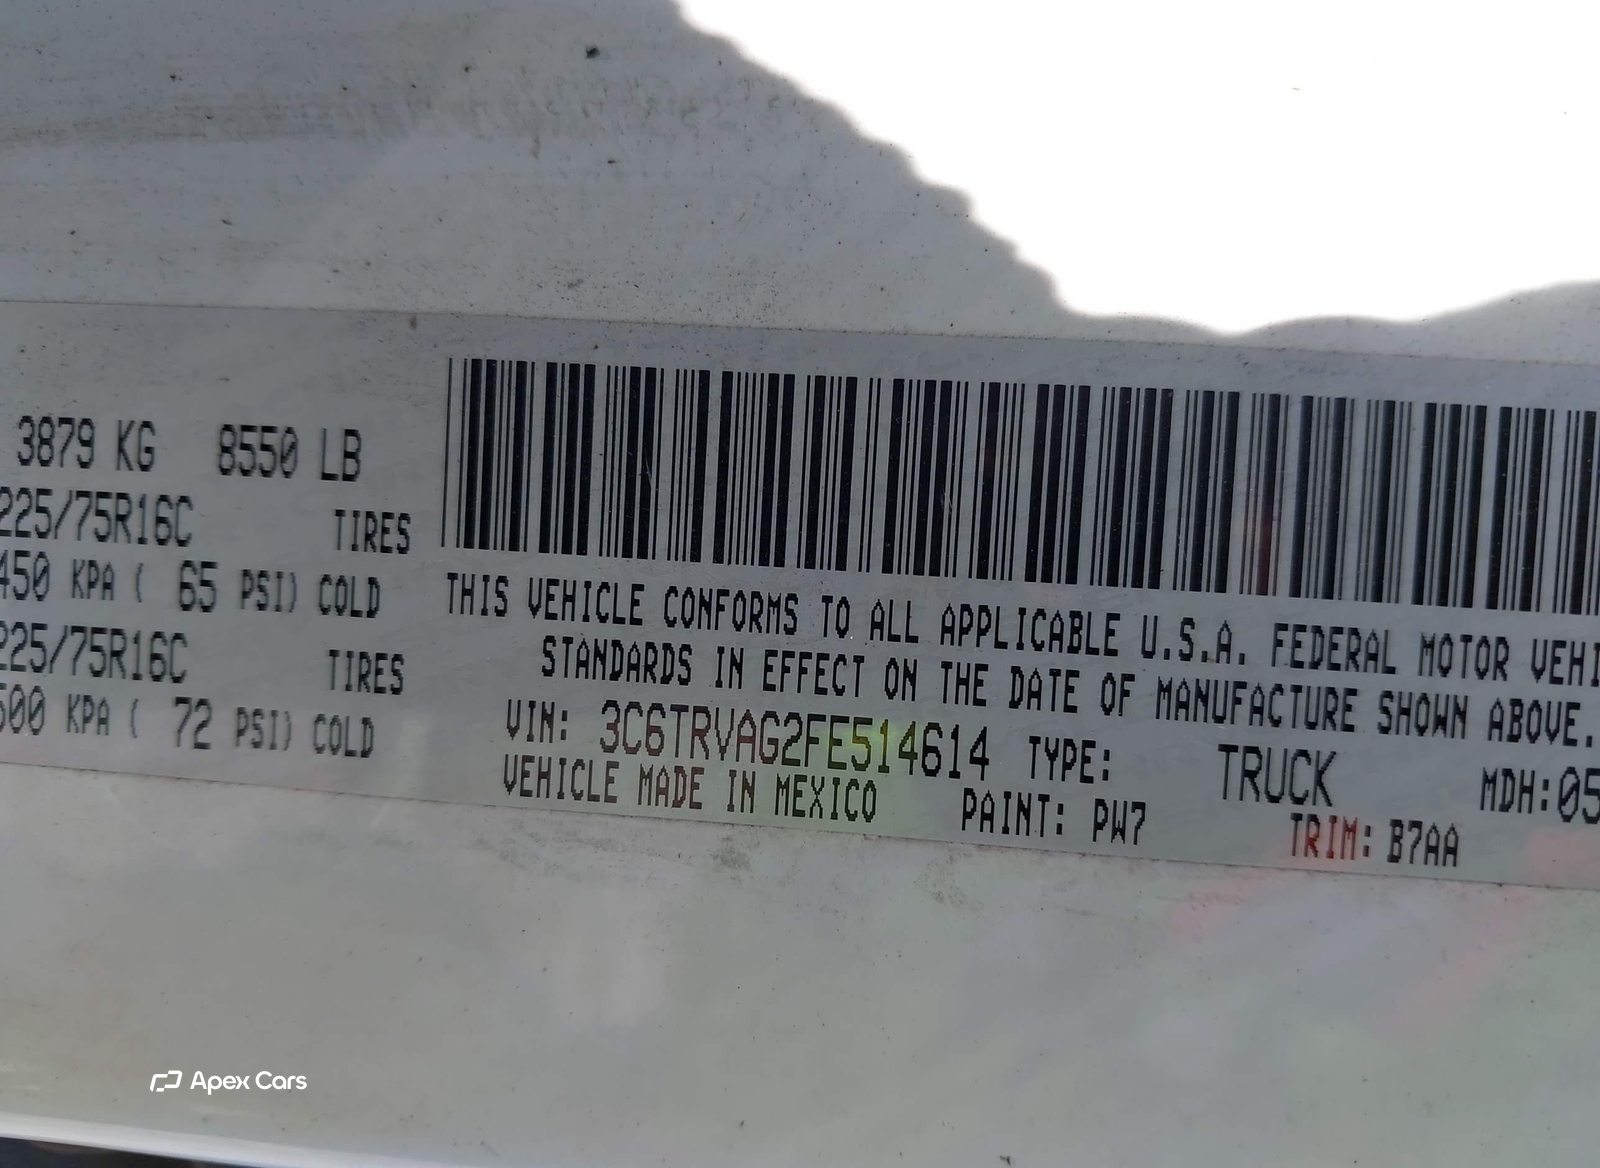 3879 KG 8550 LB
225/75R16C TIRES
450 KPA ( 65 PSI) COLD
225/75R16C TIRES
500 KPA ( 72 PSI) COLD
THIS VEHICLE CONFORMS TO ALL APPLICABLE U.S.A. FEDERAL MOTOR VEHI
STANDARDS IN EFFECT ON THE DATE OF MANUFACTURE SHOWN ABOVE.
VIN: 3C6TRVAG2FE514614 TYPE: TRUCK MDH:05
VEHICLE MADE IN MEXICO PAINT: PW7 TRIM: B7AA
Apex Cars